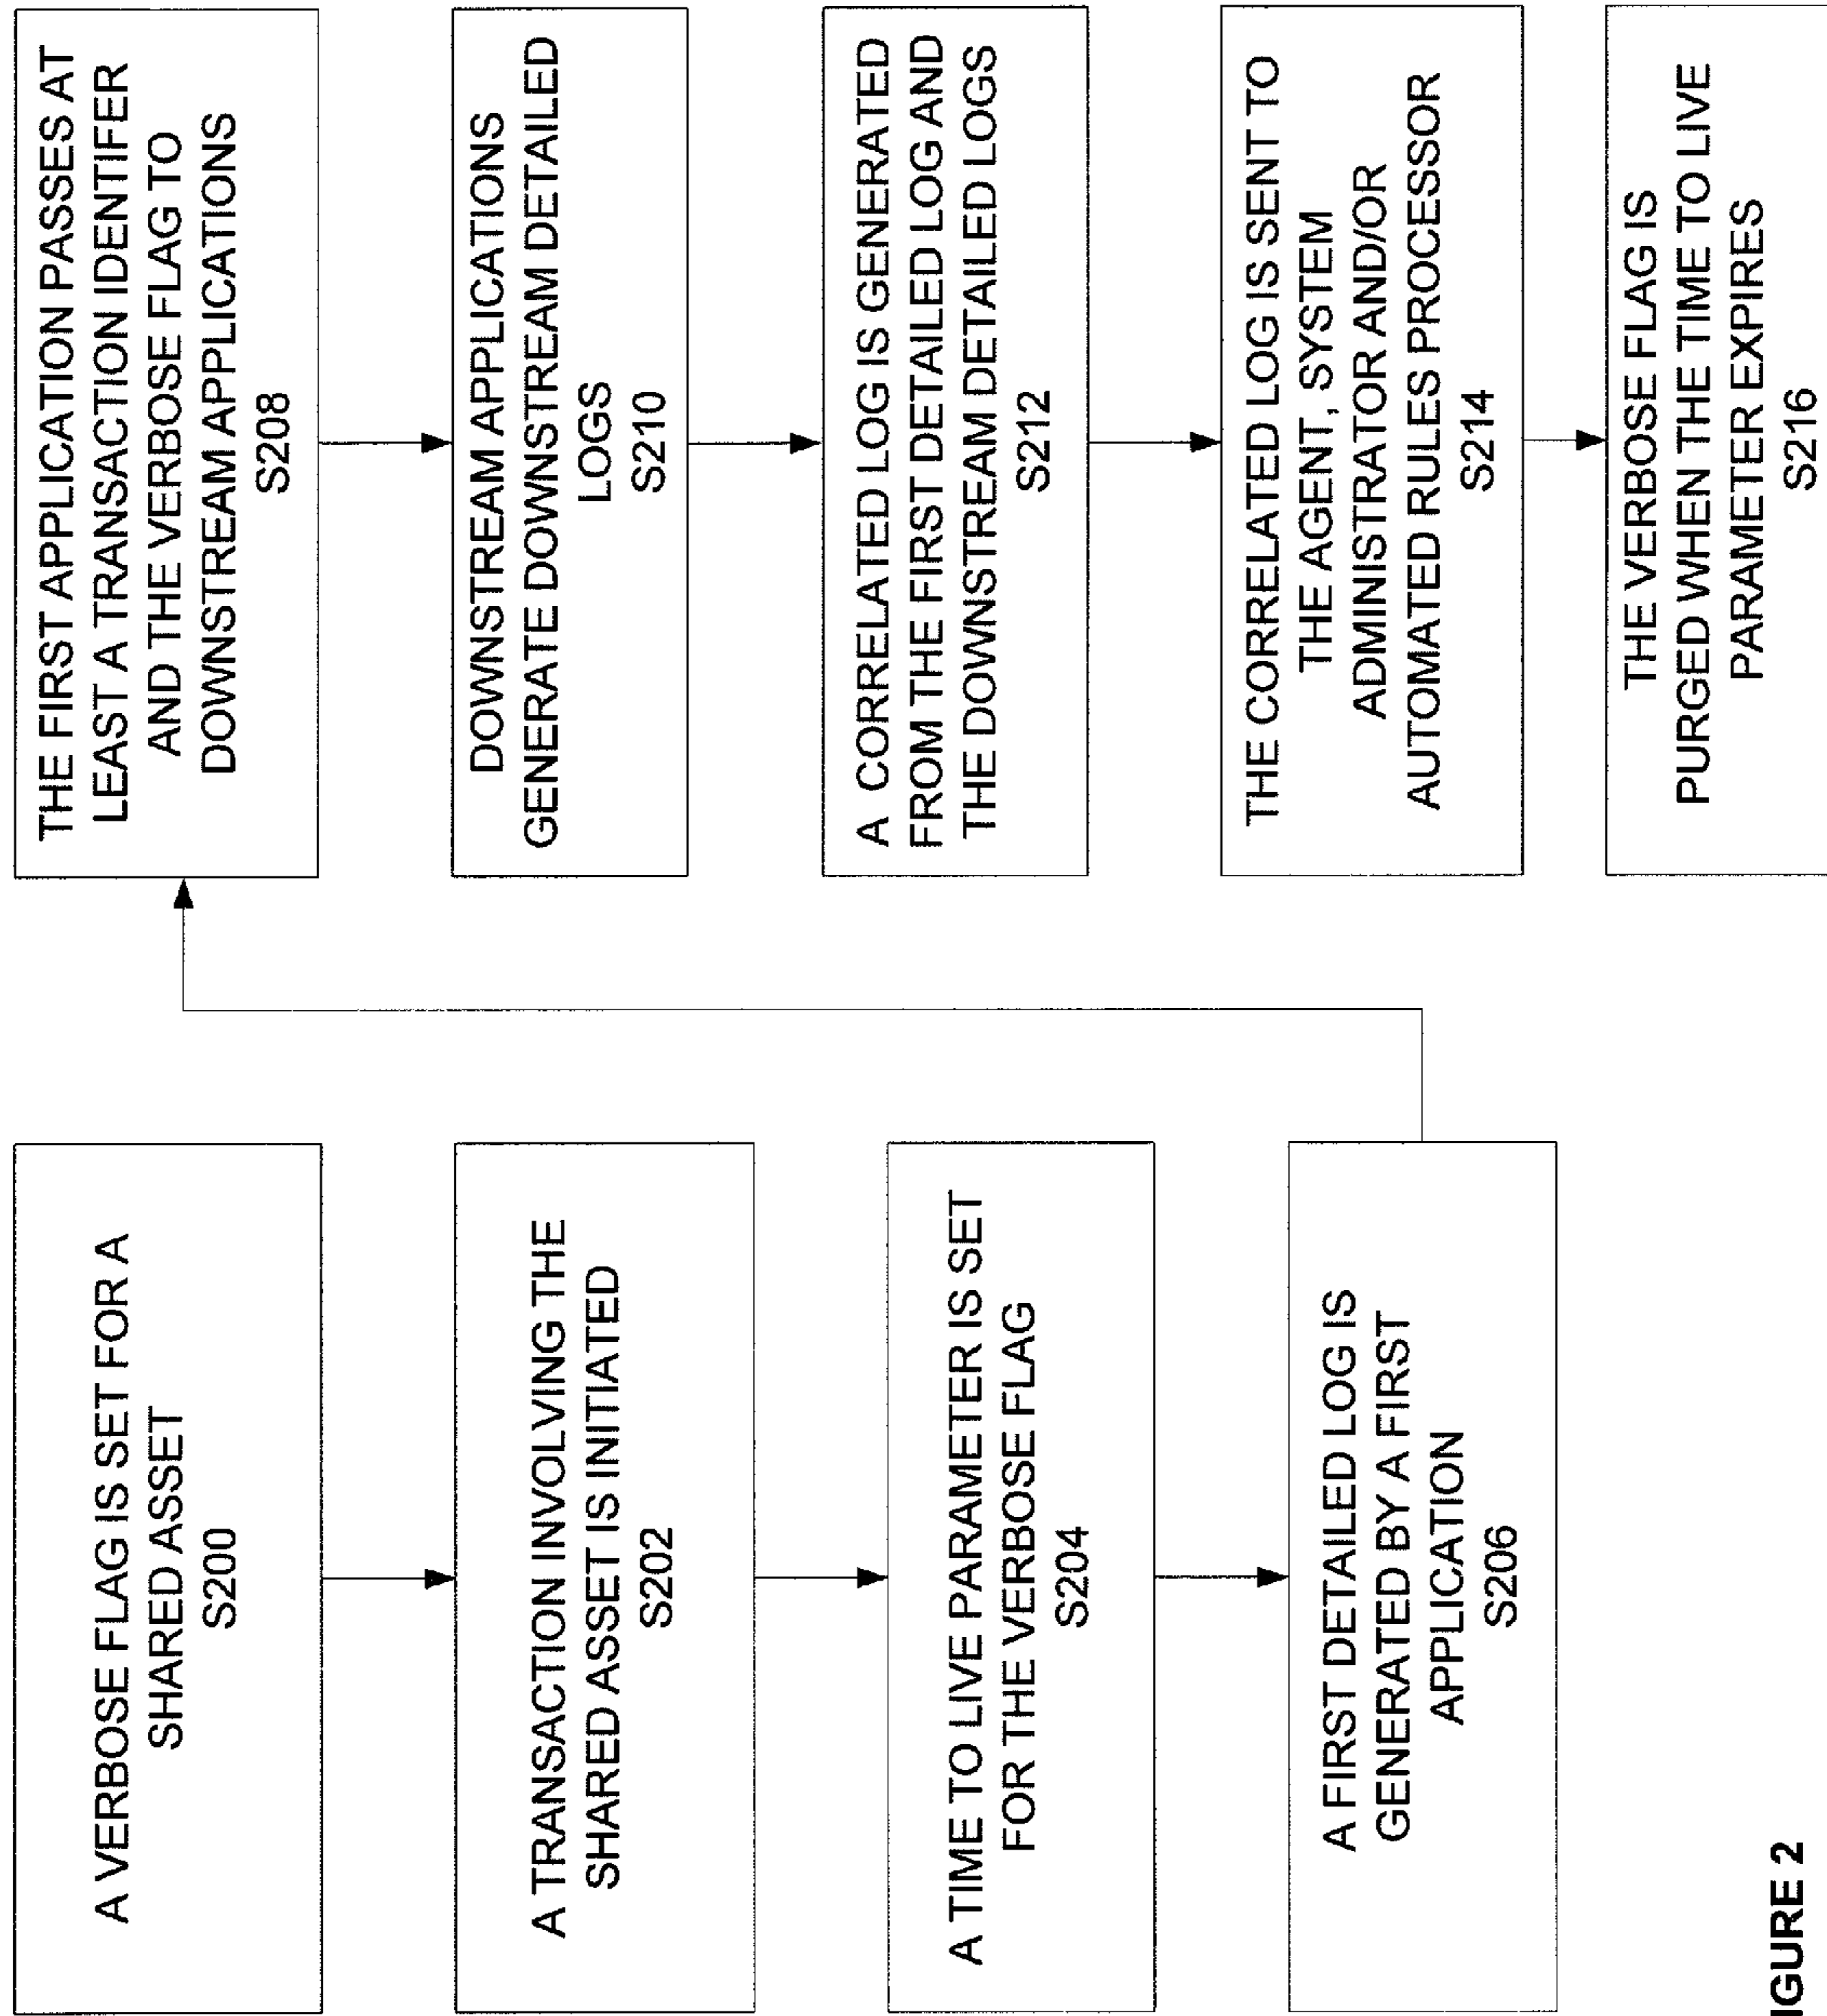 A VERBOSE FLAG IS SET FOR A
SHARED ASSET
S200
A TRANSACTION INVOLVING THE
SHARED ASSET IS INITIATED
S202
A TIME TO LIVE PARAMETER IS SET
FOR THE VERBOSE FLAG
S204
A FIRST DETAILED LOG IS
GENERATED BY A FIRST
APPLICATION
S206
THE FIRST APPLICATION PASSES AT
LEAST A TRANSACTION IDENTIFER
AND THE VERBOSE FLAG TO
DOWNSTREAM APPLICATIONS
S208
DOWNSTREAM APPLICATIONS
GENERATE DOWNSTREAM DETAILED
LOGS
S210
A CORRELATED LOG IS GENERATED
FROM THE FIRST DETAILED LOG AND
THE DOWNSTREAM DETAILED LOGS
S212
THE CORRELATED LOG IS SENT TO
THE AGENT, SYSTEM
ADMINISTRATOR AND/OR
AUTOMATED RULES PROCESSOR
S214
THE VERBOSE FLAG IS
PURGED WHEN THE TIME TO LIVE
PARAMETER EXPIRES
S216
IGURE 2